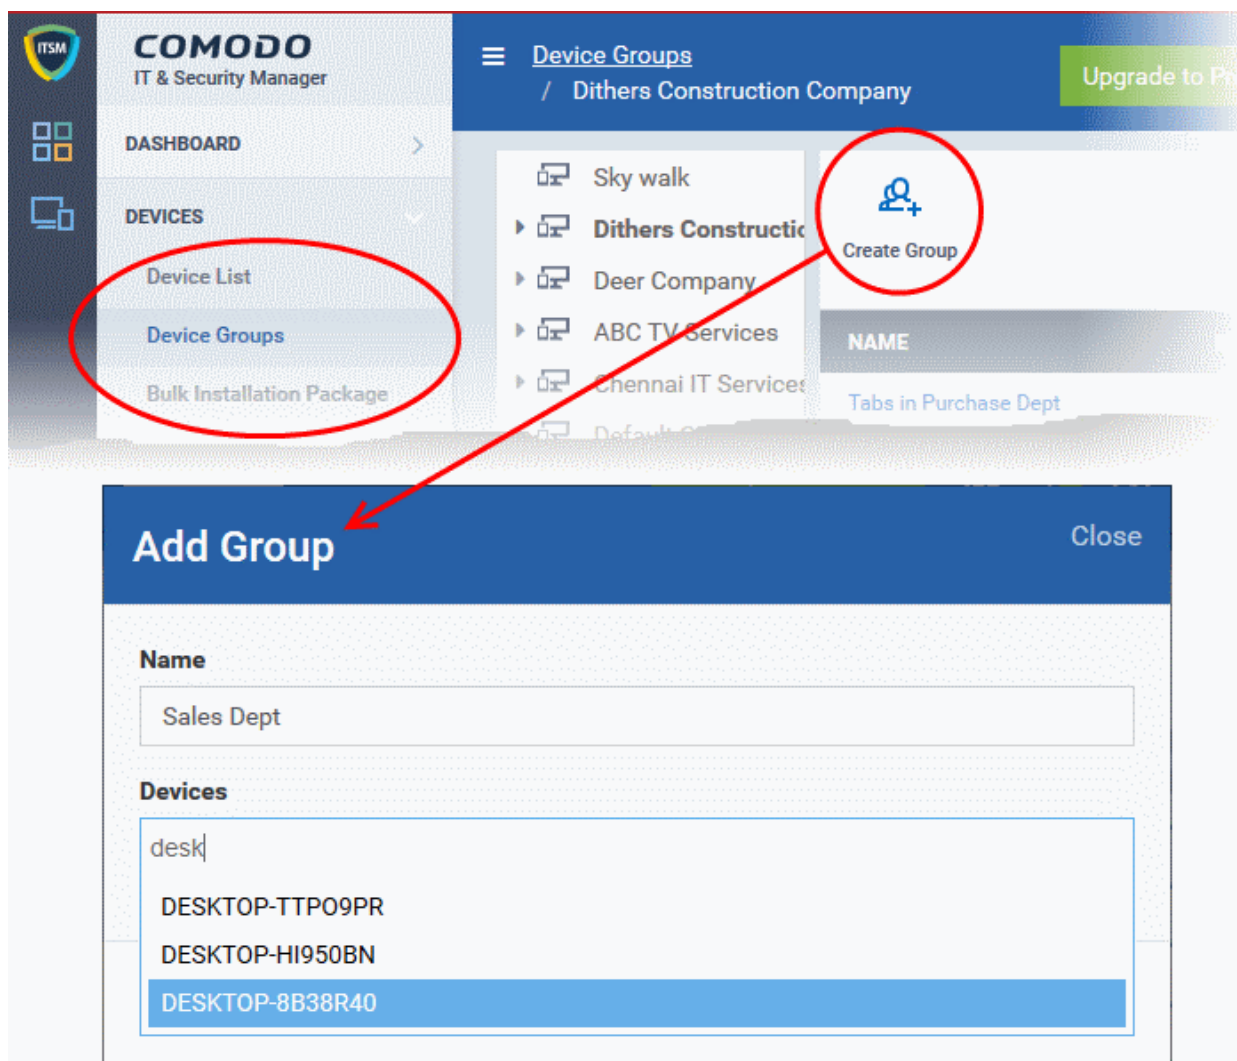 ITSM
COMODO
IT & Security Manager
Device Groups
/ Dithers Construction Company
Upgrade to
DASHBOARD
DEVICES
Device List
Device Groups
Bulk Installation Package
Sky walk
Dithers Constructio
Deer Company
ABC TV Services
Chennai IT Services
Create Group
NAME
Tabs in Purchase Dept
Add Group
Close
Name
Sales Dept
Devices
desk
DESKTOP-TTPO9PR
DESKTOP-HI950BN
DESKTOP-8B38R40